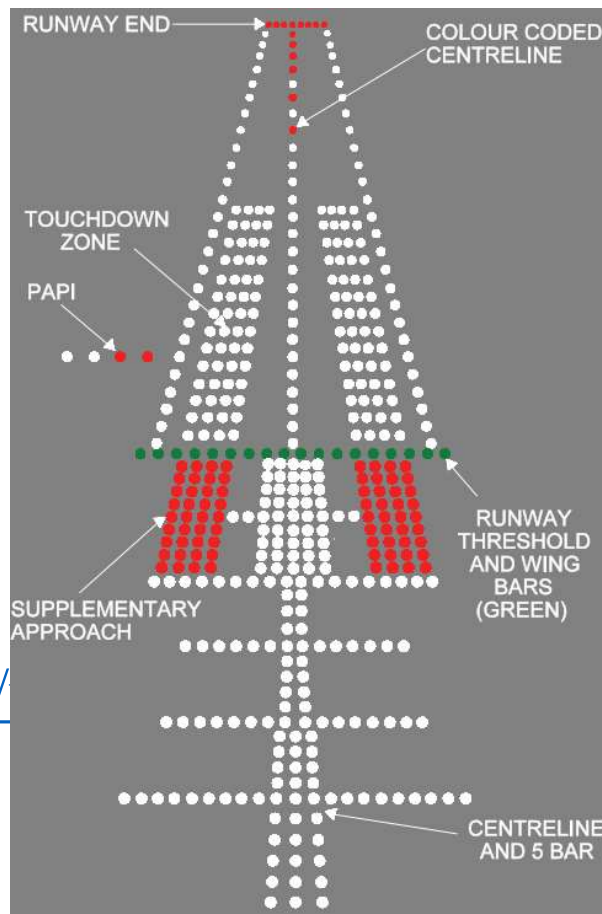 RUNWAY END
COLOUR CODED
CENTRELINE
TOUCHDOWN
ZONE
PAPI
RUNWAY
THRESHOLD
AND WING
BARS
(GREEN)
SUPPLEMENTARY
APPROACH
/
CENTRELINE
AND 5 BAR